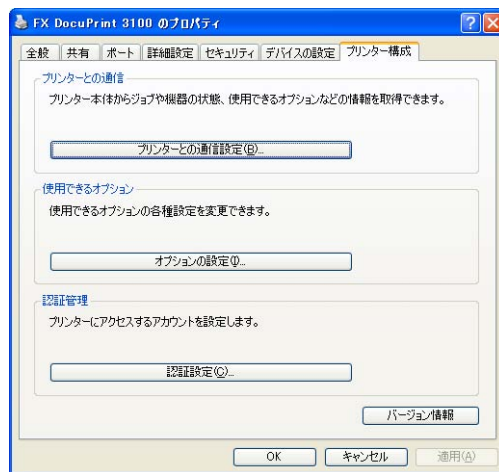 FX DocuPrint 3100 のプロパティ
全般 共有 ポート 詳細設定 セキュリティ デバイスの設定 プリンター構成
プリンターとの通信
プリンター本体からジョブや機器の状態、使用できるオプションなどの情報を取得できます。
プリンターとの通信設定(B)...
使用できるオプション
使用できるオプションの各種設定を変更できます。
オプションの設定(I)...
認証管理
プリンターにアクセスするアカウントを設定します。
認証設定(C)...
バージョン情報
OK キャンセル 適用(A)